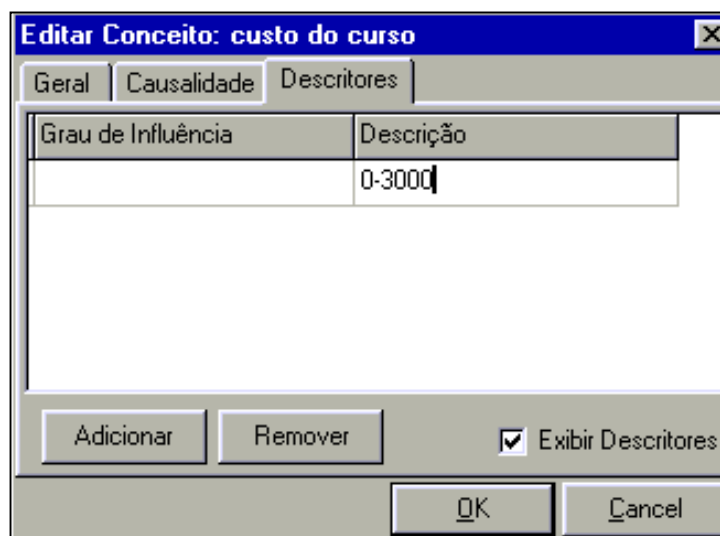 Editar Conceito: custo do curso
Geral Causalidade Descritores
Grau de Influência Descrição
0-3000
Adicionar Remover Exibir Descritores
OK Cancel